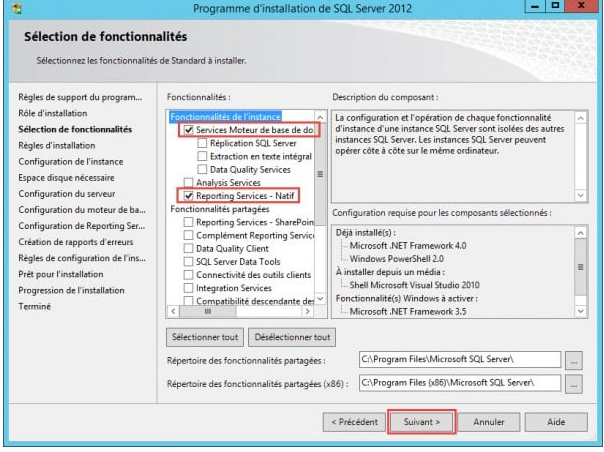 Programme d'installation de SQL Server 2012
Sélection de fonctionnalités
Sélectionnez les fonctionnalités de Standard à installer.
Règles de support du program...
Rôle d'installation
Sélection de fonctionnalités
Règles d'installation
Configuration de l'instance
Espace disque nécessaire
Configuration du serveur
Configuration du moteur de ba...
Configuration de Reporting Ser...
Création de rapports d'erreurs
Règles de configuration de l'ins...
Prêt pour l'installation
Progression de l'installation
Terminé
Fonctionnalités :
Fonctionnalités de l'instance
Services Moteur de base de do
Réplication SQL Server
Extraction en texte intégral
Data Quality Services
Analysis Services
Reporting Services - Natif
Fonctionnalités partagées
Reporting Services - SharePoin
Complément Reporting Service
Data Quality Client
SQL Server Data Tools
Connectivité des outils clients
Integration Services
Compatibilité descendante des
Sélectionner tout
Désélectionner tout
Description du composant :
La configuration et l'opération de chaque fonctionnalité
d'instance d'une instance SQL Server sont isolées des autres
instances SQL Server. Les instances SQL Server peuvent
opérer côte à côte sur le même ordinateur.
Configuration requise pour les composants sélectionnés :
Déjà installé(s) :
Microsoft .NET Framework 4.0
Windows PowerShell 2.0
À installer depuis un média :
Shell Microsoft Visual Studio 2010
Fonctionnalité(s) Windows à activer :
Microsoft .NET Framework 3.5
Répertoire des fonctionnalités partagées :
C:\Program Files\Microsoft SQL Server\
...
Répertoire des fonctionnalités partagées (x86) :
C:\Program Files (x86)\Microsoft SQL Server\
...
< Précédent
Suivant >
Annuler
Aide